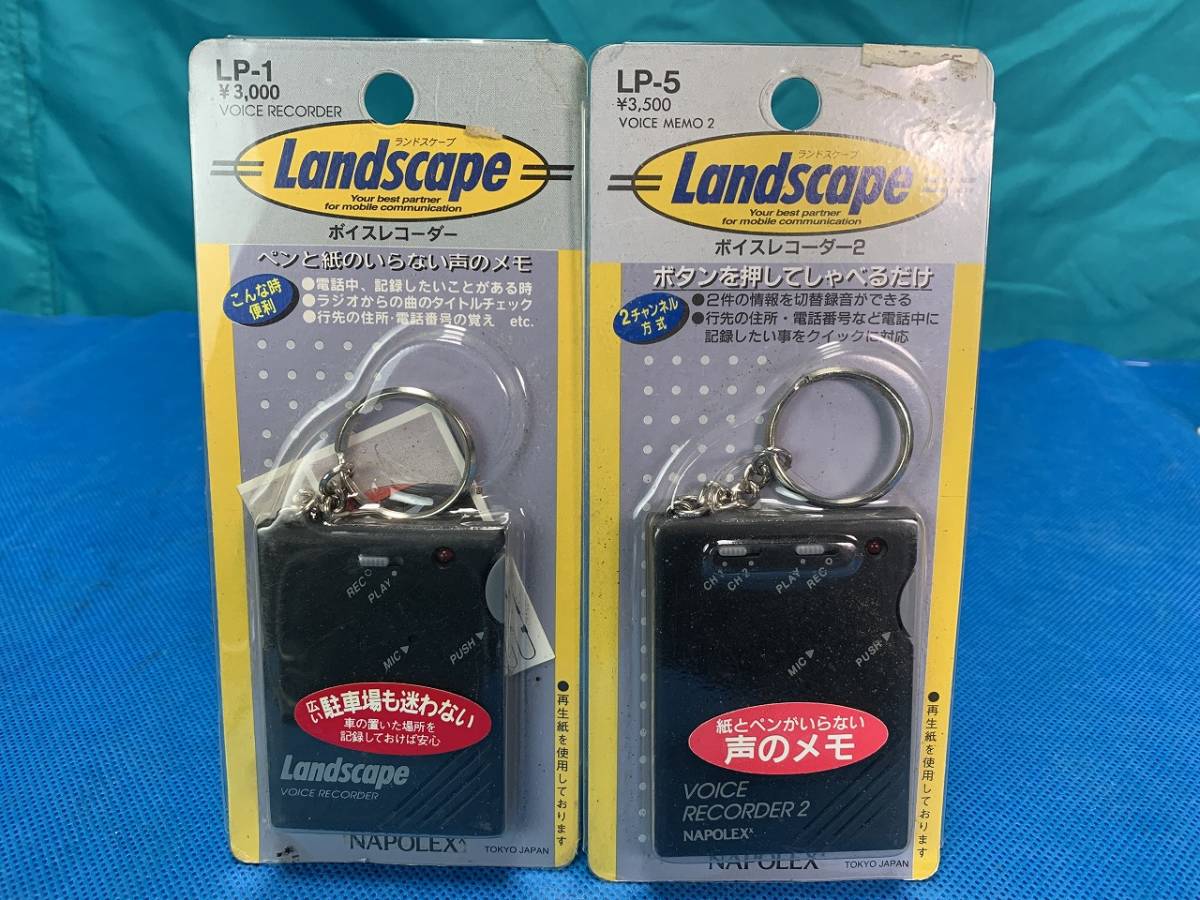 LP-1
¥3,000
VOICE RECORDER
ランドスケープ
Landscape
Your best partner
for mobile communication
ボイスレコーダー
ペンと紙のいらない声のメモ
こんな時
便利
●電話中、記録したいことがある時
●ラジオからの曲のタイトルチェック
●行先の住所・電話番号の覚え etc.
REC
PLAY
MIC
PUSH
広い駐車場も迷わない
車の置いた場所を
記録しておけば安心
Landscape
VOICE RECORDER
●再生紙を使用しております
NAPOLEX
TOKYO JAPAN
LP-5
¥3,500
VOICE MEMO 2
ランドスケープ
Landscape
Your best partner
for mobile communication
ボイスレコーダー2
ボタンを押してしゃべるだけ
2チャンネル
方式
●2件の情報を切替録音ができる
●行先の住所・電話番号など電話中に
記録したい事をクイックに対応
CH 1
CH 2
PLAY
REC
MIC
PUSH
紙とペンがいらない
声のメモ
VOICE
RECORDER 2
NAPOLEX
●再生紙を使用しております
NAPOLEX
TOKYO JAPAN